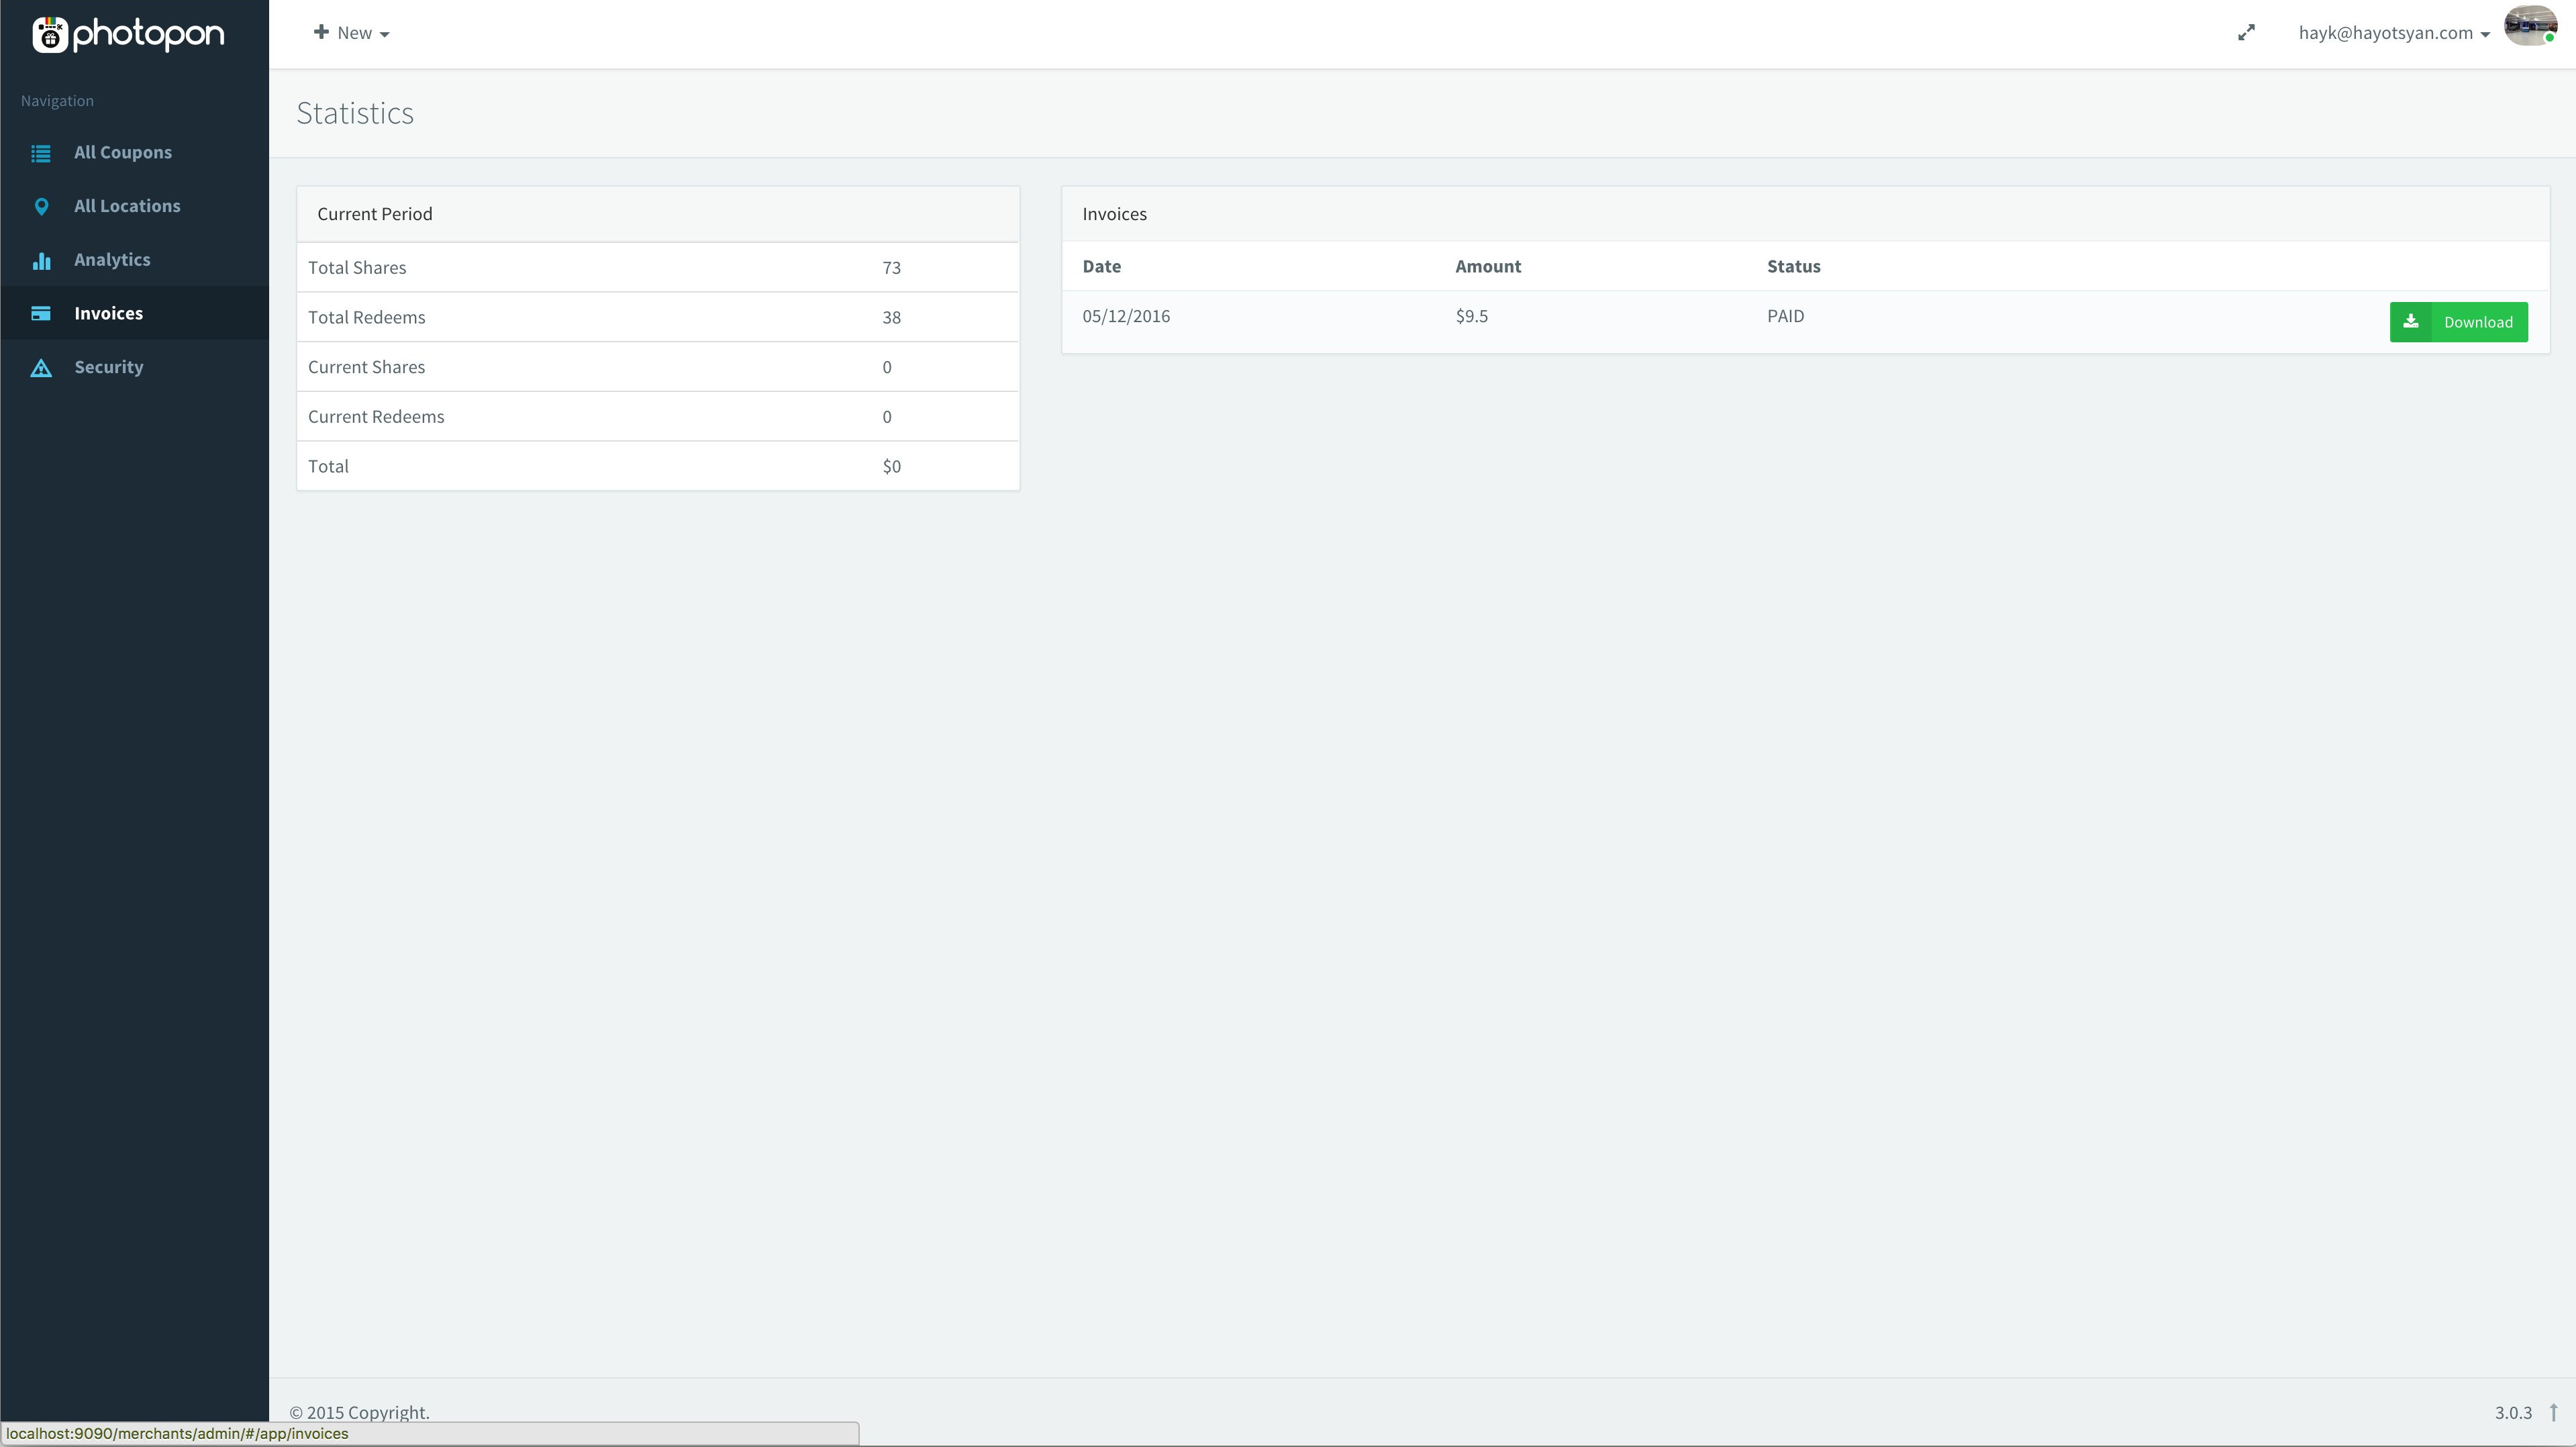 photopon
New
hayk@hayotsyan.com
Navigation
All Coupons
All Locations
Analytics
Invoices
Security
Statistics
Current Period
Total Shares 73
Total Redeems 38
Current Shares 0
Current Redeems 0
Total $0
Invoices
Date Amount Status
05/12/2016 $9.5 PAID Download
© 2015 Copyright.
3.0.3
localhost:9090/merchants/admin/#/app/invoices